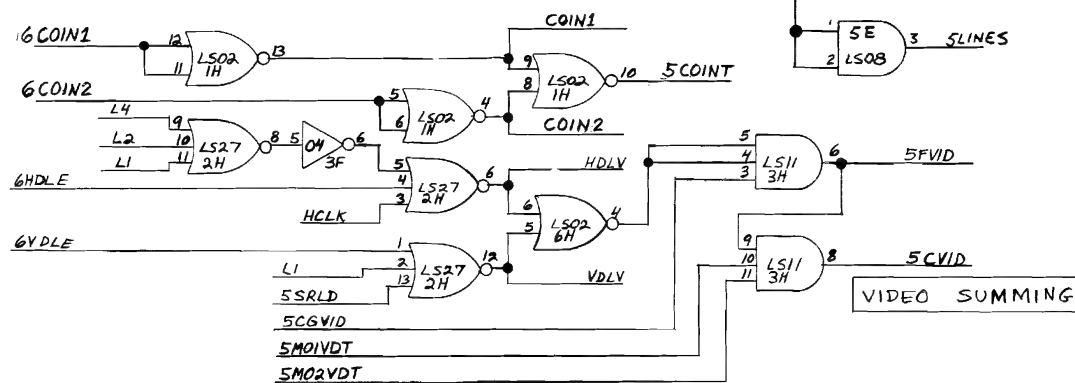 COIN1
6COIN1
12
11
LS02
1H
13
9
8
LS02
1H
10
5COINT
1
2
5E
LS08
3
5LINES
6COIN2
5
6
LS02
1H
4
COIN2
L4
L2
L1
9
10
11
LS27
2H
8
5
04
3F
6
6HDLE
HCLK
5
4
3
LS27
2H
6
HDLV
6
5
LS02
6H
4
5
4
3
LS11
3H
6
5FVID
6VDLE
L1
5SRLD
1
2
13
LS27
2H
12
VDLV
9
10
11
LS11
3H
8
5CVID
VIDEO SUMMING
5CGVID
5M01VDT
5M02VDT